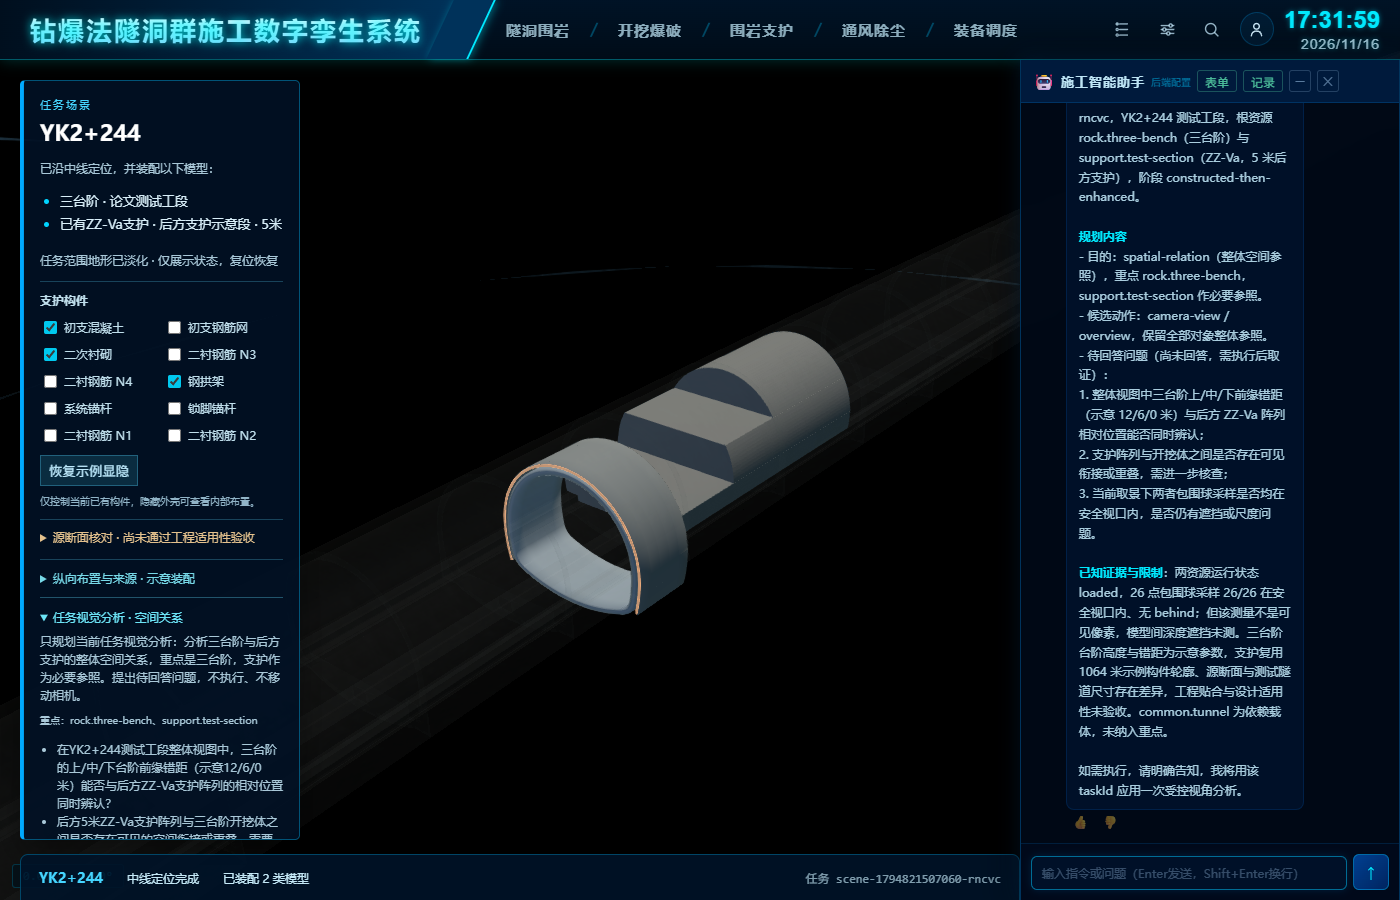 钻爆法隧洞群施工数字孪生系统
隧洞围岩 / 开挖爆破 / 围岩支护 / 通风除尘 / 装备调度
17:31:59
2026/11/16
任务场景
YK2+244
已沿中线定位，并装配以下模型：
三台阶 · 论文测试工段
已有ZZ-Va支护 · 后方支护示意段 · 5米
任务范围地形已淡化 · 仅展示状态，复位恢复
支护构件
初支混凝土 初支钢筋网
二次衬砌 二衬钢筋 N3
二衬钢筋 N4 钢拱架
系统锚杆 锁脚锚杆
二衬钢筋 N1 二衬钢筋 N2
恢复示例显隐
仅控制当前已有构件，隐藏外壳可查看内部布置。
源断面核对 · 尚未通过工程适用性验收
纵向布置与来源 · 示意装配
任务视觉分析 · 空间关系
只规划当前任务视觉分析：分析三台阶与后方
支护的整体空间关系，重点是三台阶，支护作
为必要参照。提出待回答问题，不执行、不移
动相机。
重点：rock.three-bench、support.test-section
在YK2+244测试工段整体视图中，三台阶
的上/中/下台阶前缘错距（示意12/6/0
米）能否与后方ZZ-Va支护阵列的相对位置
同时辨认？
后方5米ZZ-Va支护阵列与三台阶开挖体之
间是否存在可见的空间衔接或重叠，需要
YK2+244 中线定位完成 已装配 2 类模型
任务 scene-1794821507060-rncvc
施工智能助手 后端配置 表单 记录
rncvc，YK2+244 测试工段，根资源
rock.three-bench（三台阶）与
support.test-section（ZZ-Va，5 米后
方支护），阶段 constructed-then-
enhanced。
规划内容
- 目的：spatial-relation（整体空间参
照），重点 rock.three-bench，
support.test-section 作必要参照。
- 候选动作：camera-view /
overview，保留全部对象整体参照。
- 待回答问题（尚未回答，需执行后取
证）：
1. 整体视图中三台阶上/中/下前缘错距
（示意 12/6/0 米）与后方 ZZ-Va 阵列
相对位置能否同时辨认；
2. 支护阵列与开挖体之间是否存在可见
衔接或重叠，需进一步核查；
3. 当前取景下两者包围球采样是否均在
安全视口内，是否仍有遮挡或尺度问
题。
已知证据与限制：两资源运行状态
loaded，26 点包围球采样 26/26 在安
全视口内、无 behind；但该测量不是可
见像素，模型间深度遮挡未测。三台阶
台阶高度与错距为示意参数，支护复用
1064 米示例构件轮廓、源断面与测试隧
道尺寸存在差异，工程贴合与设计适用
性未验收。common.tunnel 为依赖载
体，未纳入重点。
如需执行，请明确告知，我将用该
taskId 应用一次受控视角分析。
输入指令或问题（Enter发送，Shift+Enter换行）